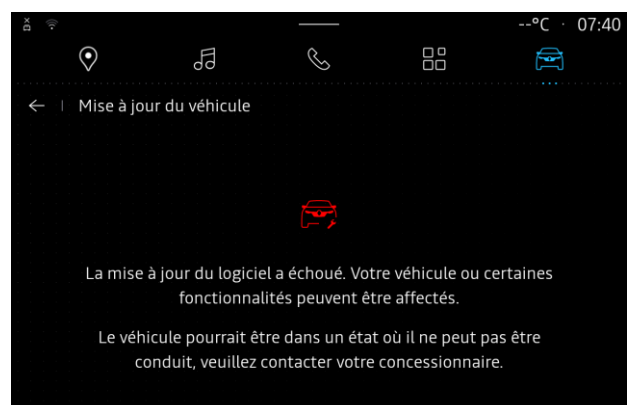 --°C · 07:40
Mise à jour du véhicule
La mise à jour du logiciel a échoué. Votre véhicule ou certaines
fonctionnalités peuvent être affectés.
Le véhicule pourrait être dans un état où il ne peut pas être
conduit, veuillez contacter votre concessionnaire.